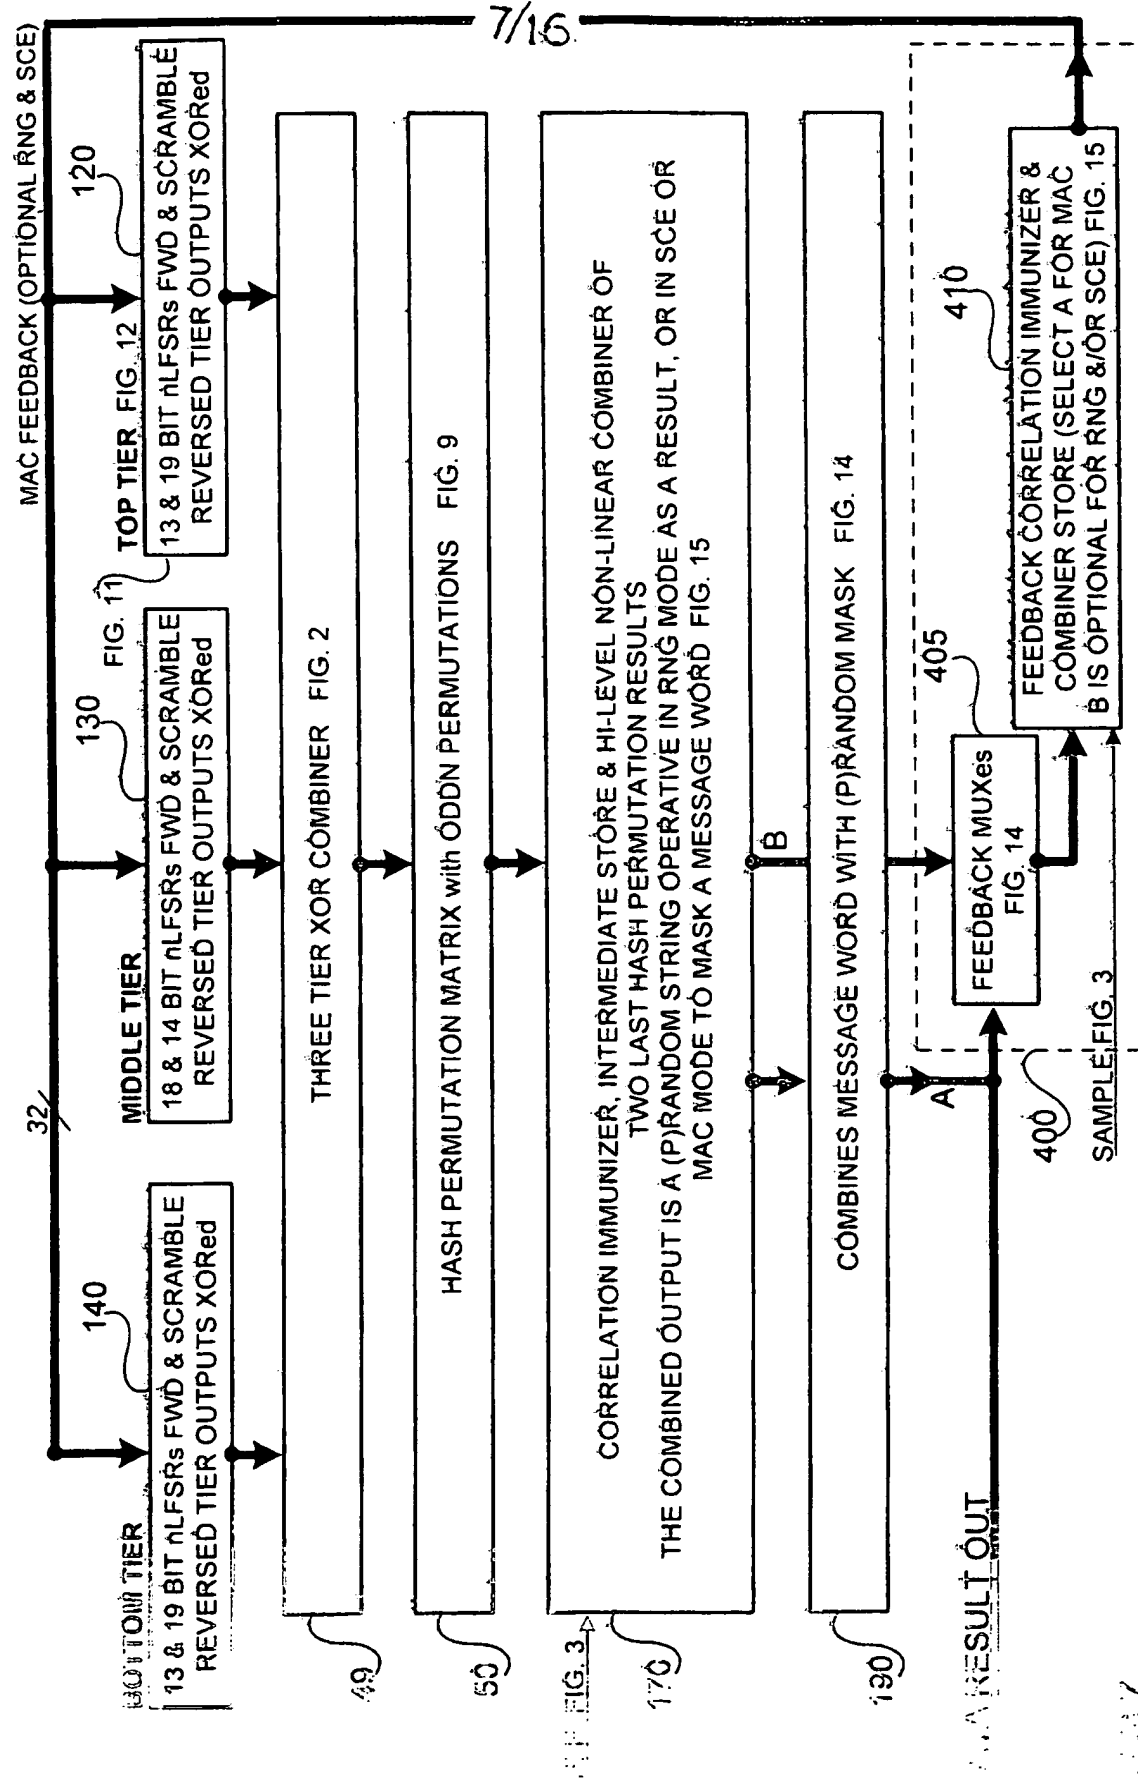 7/16
MAC FEEDBACK (OPTIONAL RNG & SCE)
32
BOTTOM TIER
140
13 & 19 BIT nLFSRs FWD & SCRAMBLE
REVERSED TIER OUTPUTS XORed
MIDDLE TIER
130
18 & 14 BIT nLFSRs FWD & SCRAMBLE
REVERSED TIER OUTPUTS XORed
FIG. 11
TOP TIER FIG. 12
120
13 & 19 BIT nLFSRs FWD & SCRAMBLE
REVERSED TIER OUTPUTS XORed
49
THREE TIER XOR COMBINER FIG. 2
50
HASH PERMUTATION MATRIX with ODDN PERMUTATIONS FIG. 9
FIG. 3
170
CORRELATION IMMUNIZER, INTERMEDIATE STORE & HI-LEVEL NON-LINEAR COMBINER OF
TWO LAST HASH PERMUTATION RESULTS
THE COMBINED OUTPUT IS A (P)RANDOM STRING OPERATIVE IN RNG MODE AS A RESULT, OR IN SCE OR
MAC MODE TO MASK A MESSAGE WORD FIG. 15
B
190
COMBINES MESSAGE WORD WITH (P)RANDOM MASK FIG. 14
A
RESULT OUT
400
405
FEEDBACK MUXes
FIG. 14
410
FEEDBACK CORRELATION IMMUNIZER &
COMBINER STORE (SELECT A FOR MAC
B IS OPTIONAL FOR RNG &/OR SCE) FIG. 15
SAMPLE FIG. 3